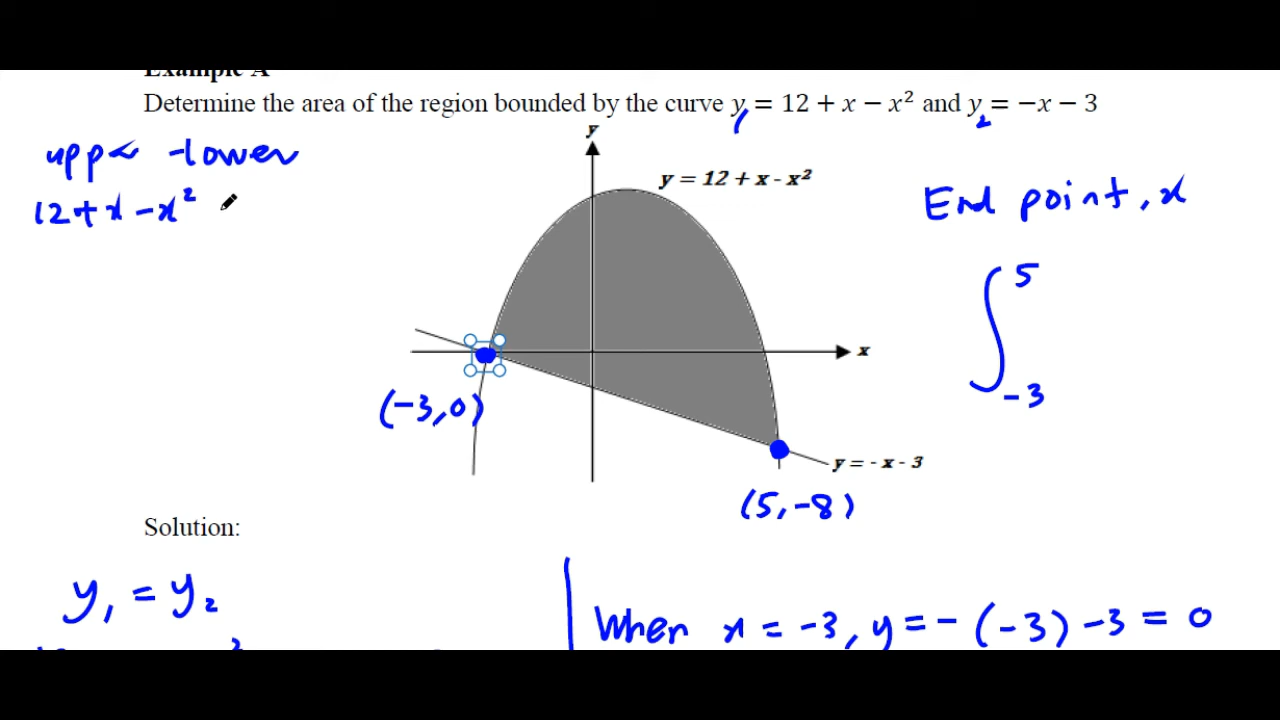 Example A
Determine the area of the region bounded by the curve y₁ = 12 + x − x² and y₂ = −x − 3
upper -lower
12+x-x²
y
y = 12 + x - x²
End point, x
∫
5
-3
x
(-3,0)
y = - x - 3
(5,-8)
Solution:
y₁ = y₂
When x = -3, y = - (-3) -3 = 0